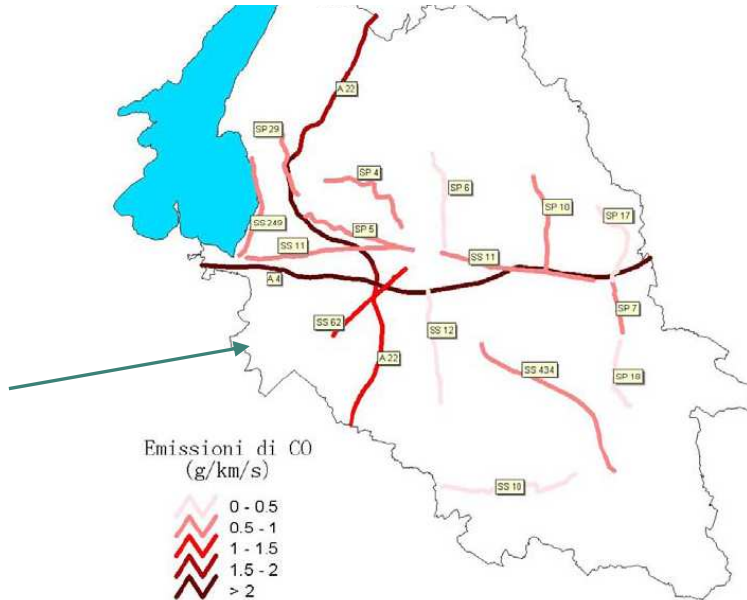 A 22
SP 29
SP 4
SP 6
SP 10
SP 17
SS 249
SP 5
SS 11
SS 11
A 4
SP 7
SS 62
SS 12
A 22
SS 434
SP 18
SS 10
Emissioni di CO
(g/km/s)
0 - 0.5
0.5 - 1
1 - 1.5
1.5 - 2
> 2